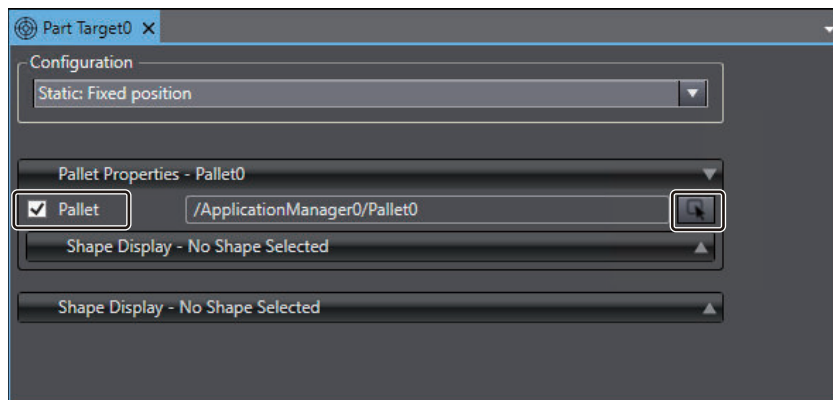 Part Target0
Configuration
Static: Fixed position
Pallet Properties - Pallet0
Pallet /ApplicationManager0/Pallet0
Shape Display - No Shape Selected
Shape Display - No Shape Selected